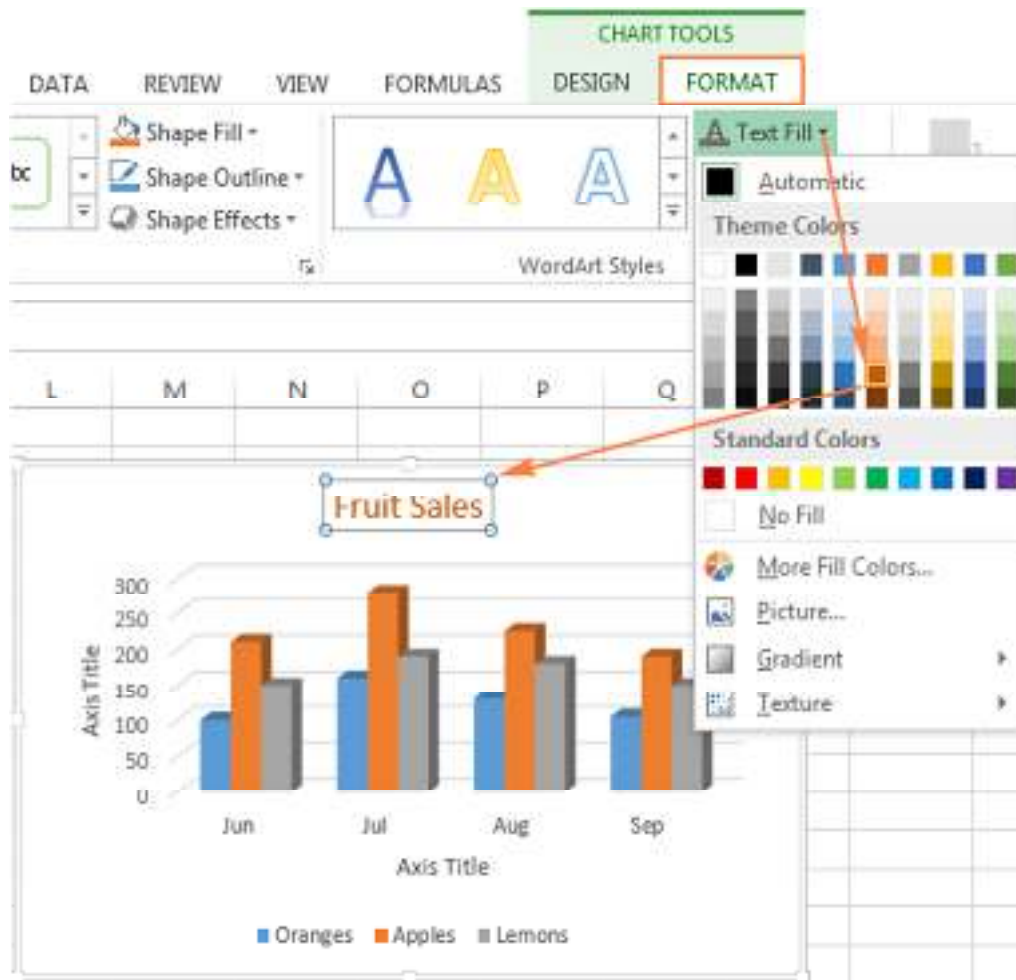 CHART TOOLS
DATA REVIEW VIEW FORMULAS DESIGN FORMAT
bc
Shape Fill
Shape Outline
Shape Effects
A A A
A Text Fill
WordArt Styles
Automatic
Theme Colors
Standard Colors
No Fill
More Fill Colors...
Picture...
Gradient
Texture
L M N O P Q
Fruit Sales
Axis Title
300
250
200
150
100
50
0
Jun Jul Aug Sep
Axis Title
Oranges Apples Lemons